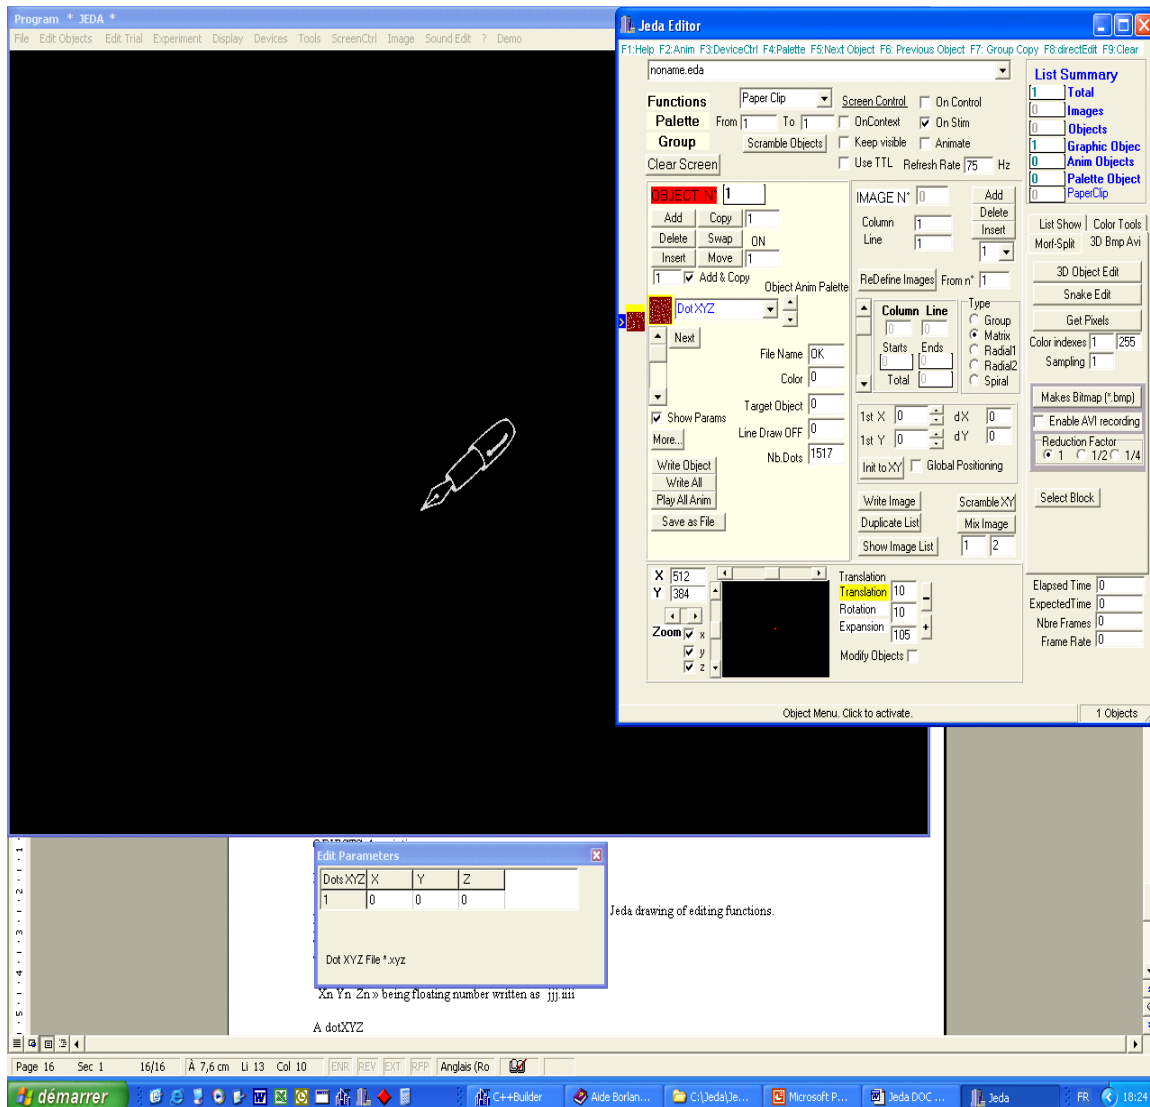 Program * JEDA *
File Edit Objects Edit Trial Experiment Display Devices Tools ScreenCtrl Image Sound Edit ? Demo
Jeda Editor
F1:Help F2:Anim F3:DeviceCtrl F4:Palette F5:Next Object F6: Previous Object F7: Group Copy F8:directEdit F9:Clear
noname.eda
Functions
Palette
Group
Clear Screen
Paper Clip
From 1 To 1
Scramble Objects
Screen Control
On Control
OnContext
On Stim
Keep visible
Animate
Use TTL
Refresh Rate 75 Hz
List Summary
1 Total
0 Images
0 Objects
1 Graphic Objec
0 Anim Objects
0 Palette Object
0 PaperClip
OBJECT N° 1
Add Copy 1
Delete Swap ON
Insert Move 1
1 Add & Copy
Object Anim Palette
Dot XYZ
Next
File Name OK
Color 0
Target Object 0
Line Draw OFF 0
Nb.Dots 1517
Show Params
More...
Write Object
Write All
Play All Anim
Save as File
IMAGE N° 0
Add
Delete
Insert
1
Column 1
Line 1
ReDefine Images From n° 1
Column Line
0 0
Starts Ends
0 0
Total 0
Type
Group
Matrix
Radial1
Radial2
Spiral
1st X 0 dX 0
1st Y 0 dY 0
Init to XY Global Positioning
Write Image Scramble XY
Duplicate List Mix Image
Show Image List 1 2
List Show Color Tools
Morf-Split 3D Bmp Avi
3D Object Edit
Snake Edit
Get Pixels
Color indexes 1 255
Sampling 1
Makes Bitmap (*.bmp)
Enable AVI recording
Reduction Factor
1 1/2 1/4
Select Block
X 512
Y 384
Zoom x
y
z
Translation
Translation 10
Rotation 10
Expansion 105
- +
Modify Objects
Elapsed Time 0
ExpectedTime 0
Nbre Frames 0
Frame Rate 0
Object Menu. Click to activate.
1 Objects
Edit Parameters
Dots XYZ X Y Z
1 0 0 0
Dot XYZ File *.xyz
Jeda drawing of editing functions.
Xn Yn Zn » being floating number written as jjj.iiii
A dotXYZ
Page 16 Sec 1 16/16 À 7,6 cm Li 13 Col 10 ENR REV EXT RFP Anglais (Ro
démarrer
C++Builder
Aide Borlan...
C:\Jeda\Je...
Microsoft P...
Jeda DOC ...
Jeda
FR
18:24